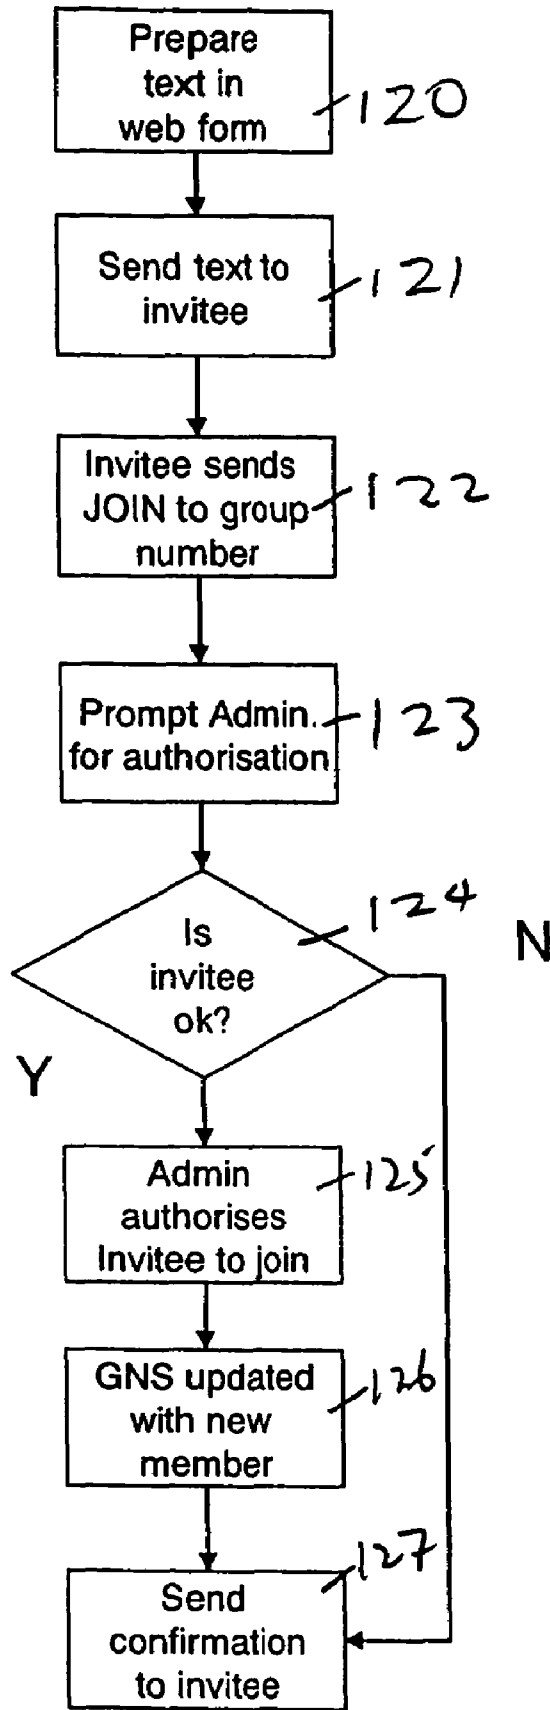 Prepare
text in
web form
120
Send text to
invitee
121
Invitee sends
JOIN to group
number
122
Prompt Admin.
for authorisation
123
Is
invitee
ok?
124
N
Y
Admin
authorises
Invitee to join
125
GNS updated
with new
member
126
Send
confirmation
to invitee
127